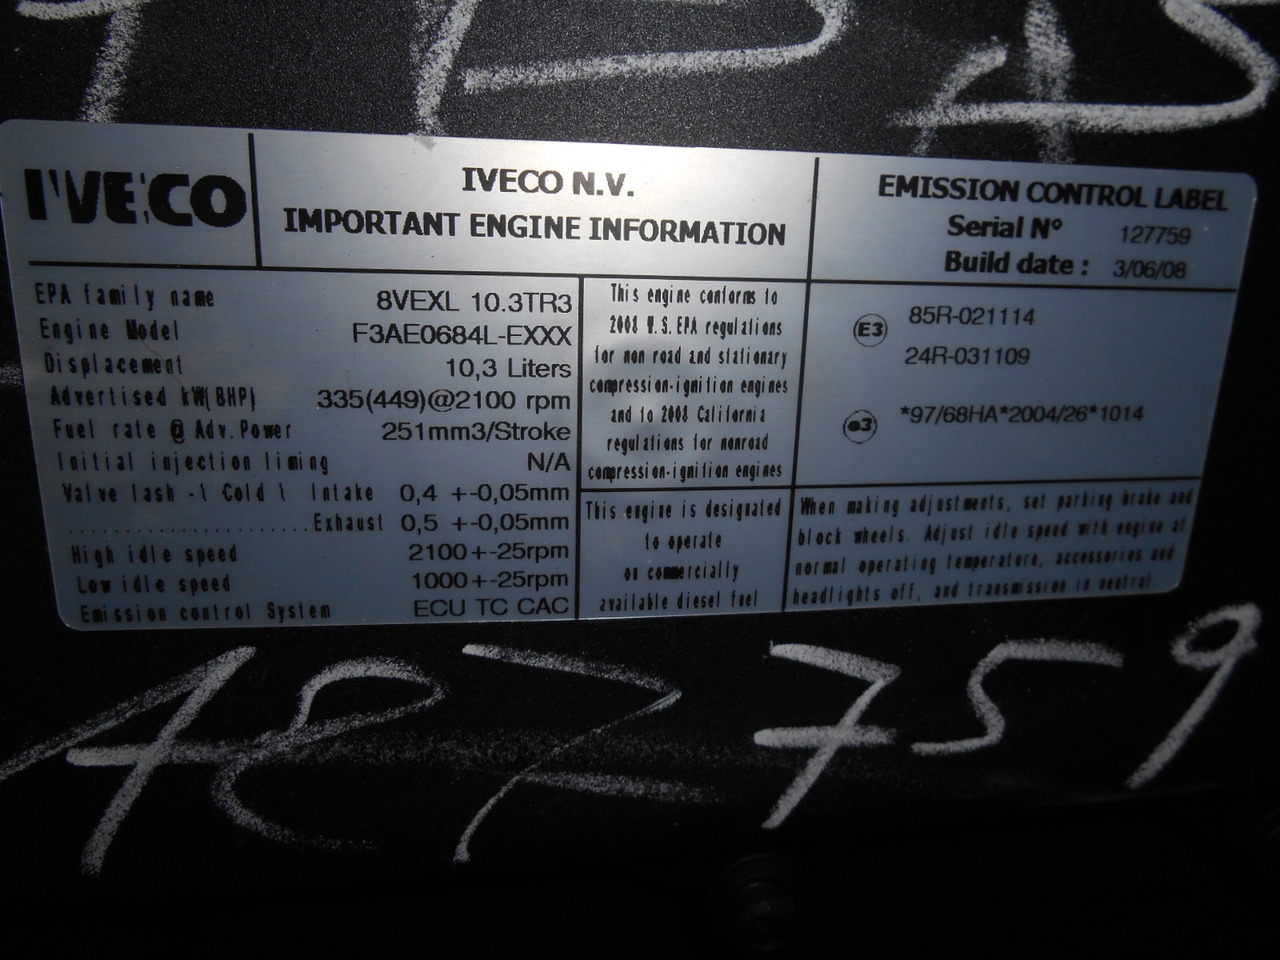 IVECO
IVECO N.V.
IMPORTANT ENGINE INFORMATION
EMISSION CONTROL LABEL
Serial Nº 127759
Build date : 3/06/08
EPA family name 8VEXL 10.3TR3
Engine Model F3AE0684L-EXXX
Displacement 10,3 Liters
Advertised kW(BHP) 335(449)@2100 rpm
Fuel rate @ Adv.Power 251mm3/Stroke
Initial injection timing N/A
Valve lash -\ Cold \ Intake 0,4 +-0,05mm
......................Exhaust 0,5 +-0,05mm
High idle speed 2100+-25rpm
Low idle speed 1000+-25rpm
Emission control System ECU TC CAC
This engine conforms to
2008 U.S.EPA regulations
for non road and stationary
compression-ignition engines
and to 2008 California
regulations for nonroad
compression-ignition engines
This engine is designated
to operate
on commercially
available diesel fuel
E3 85R-021114
24R-031109
e3 *97/68HA*2004/26*1014
When making adjustments, set parking brake and
block wheels. Adjust idle speed with engine at
normal operating temperature, accessories and
headlights off, and transmission in neutral
127759